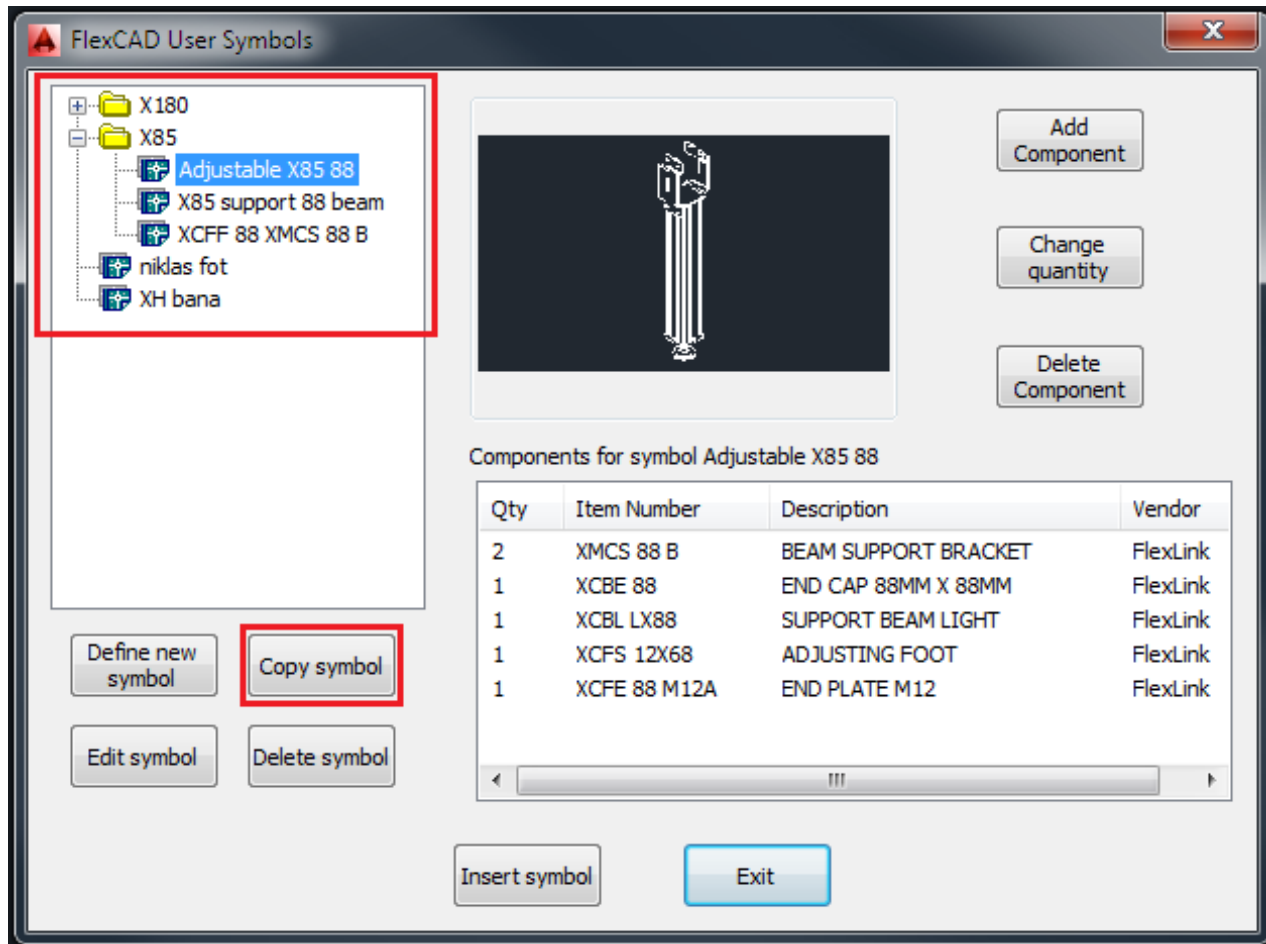 FlexCAD User Symbols
X180
X85
Adjustable X85 88
X85 support 88 beam
XCFF 88 XMCS 88 B
niklas fot
XH bana
Add
Component
Change
quantity
Delete
Component
Components for symbol Adjustable X85 88
Qty Item Number Description Vendor
2 XMCS 88 B BEAM SUPPORT BRACKET FlexLink
1 XCBE 88 END CAP 88MM X 88MM FlexLink
1 XCBL LX88 SUPPORT BEAM LIGHT FlexLink
1 XCFS 12X68 ADJUSTING FOOT FlexLink
1 XCFE 88 M12A END PLATE M12 FlexLink
Define new
symbol
Copy symbol
Edit symbol
Delete symbol
Insert symbol
Exit